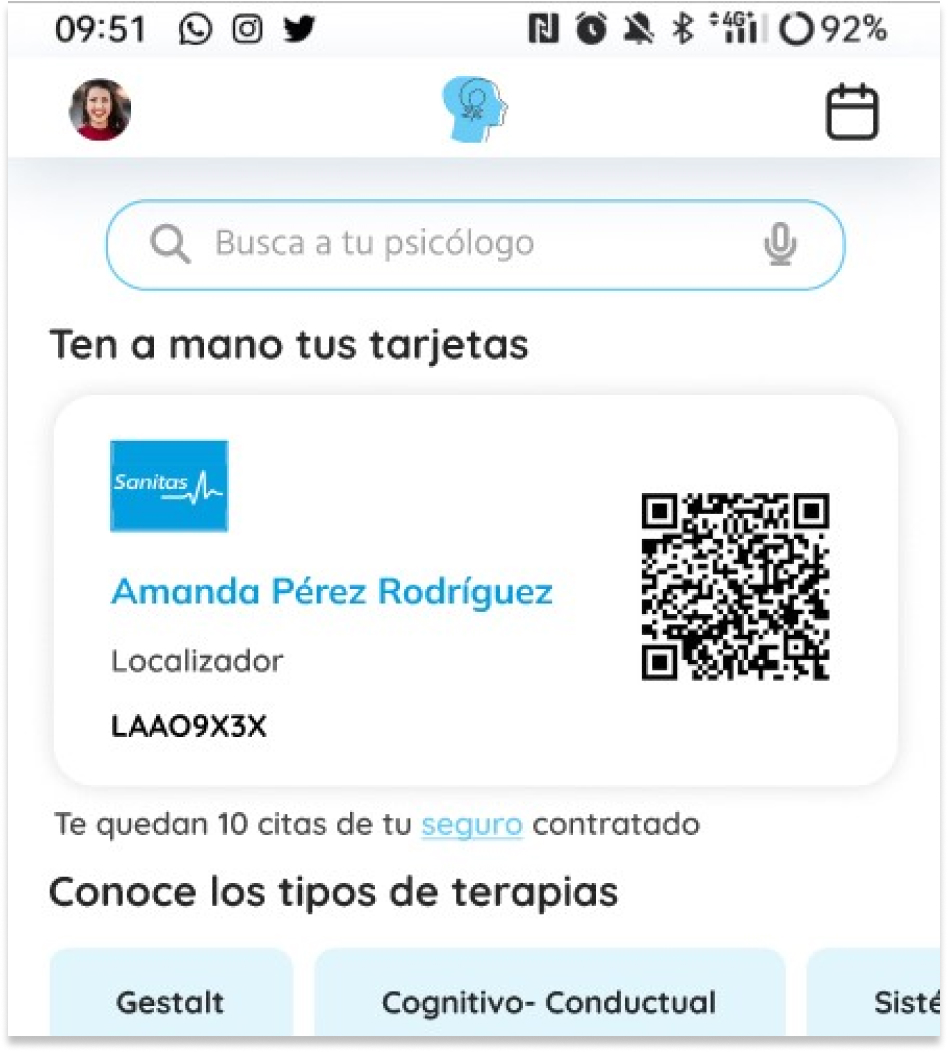 09:51 4G+ 92%
Busca a tu psicólogo
Ten a mano tus tarjetas
Sanitas
Amanda Pérez Rodríguez
Localizador
LAAO9X3X
Te quedan 10 citas de tu seguro contratado
Conoce los tipos de terapias
Gestalt Cognitivo- Conductual Sisté